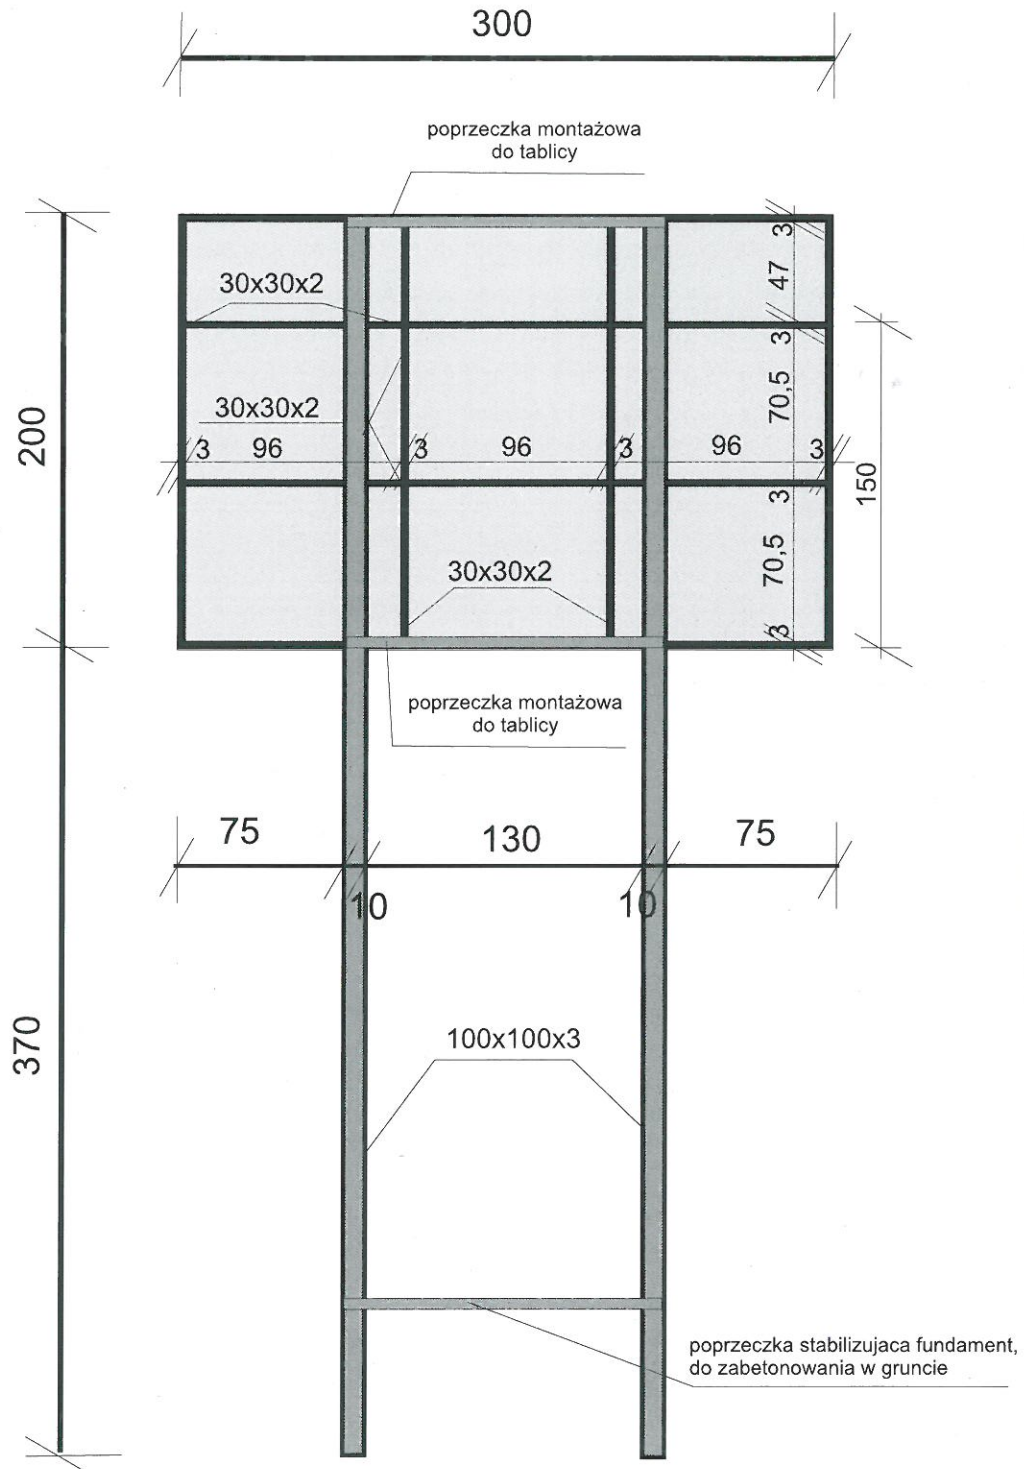 300
poprzeczka montażowa
do tablicy
3
47
30x30x2
3
200
70,5
30x30x2
3 96 3 96 3 96 3
150
3
70,5
30x30x2
3
poprzeczka montażowa
do tablicy
75 130 75
10 10
370
100x100x3
poprzeczka stabilizujaca fundament,
do zabetonowania w gruncie